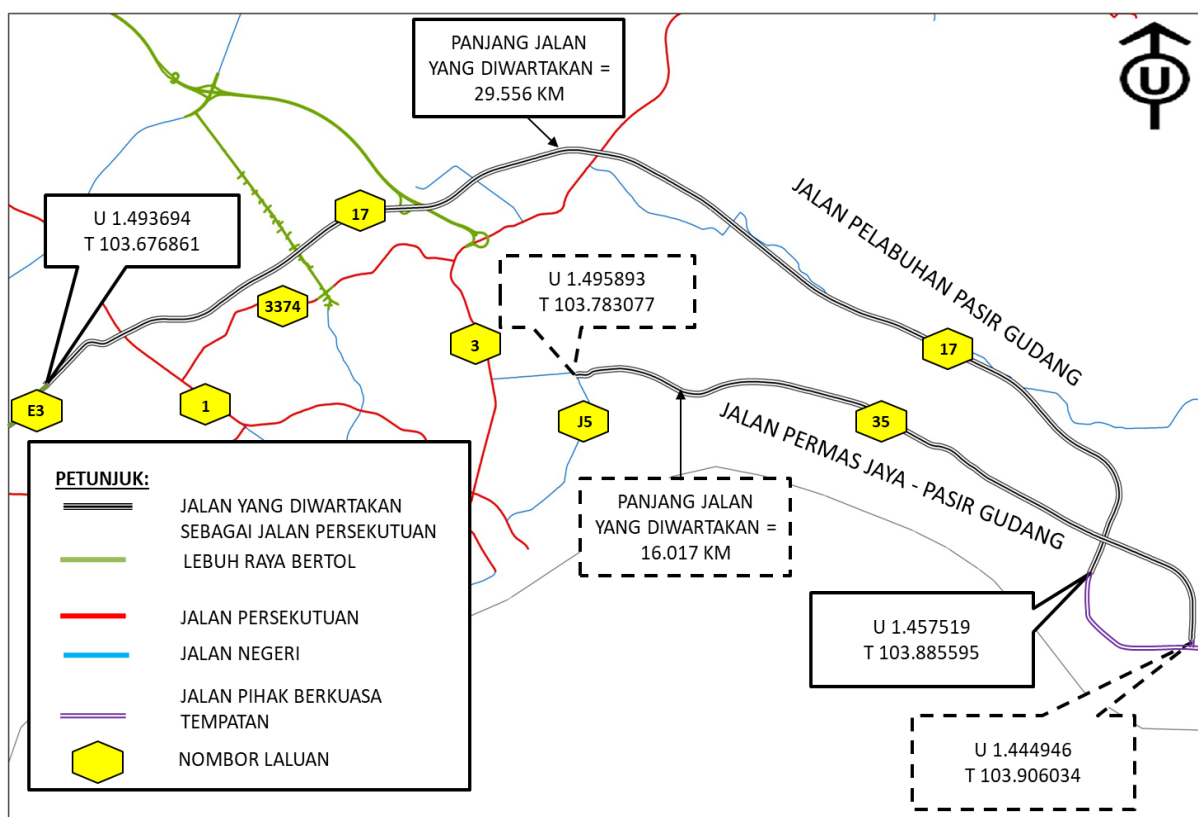 PANJANG JALAN
YANG DIWARTAKAN =
29.556 KM
U
U 1.493694
T 103.676861
17
JALAN PELABUHAN PASIR GUDANG
U 1.495893
T 103.783077
3374
3
17
E3
1
J5
35
JALAN PERMAS JAYA - PASIR GUDANG
PANJANG JALAN
YANG DIWARTAKAN =
16.017 KM
PETUNJUK:
JALAN YANG DIWARTAKAN
SEBAGAI JALAN PERSEKUTUAN
LEBUH RAYA BERTOL
JALAN PERSEKUTUAN
JALAN NEGERI
JALAN PIHAK BERKUASA
TEMPATAN
NOMBOR LALUAN
U 1.457519
T 103.885595
U 1.444946
T 103.906034